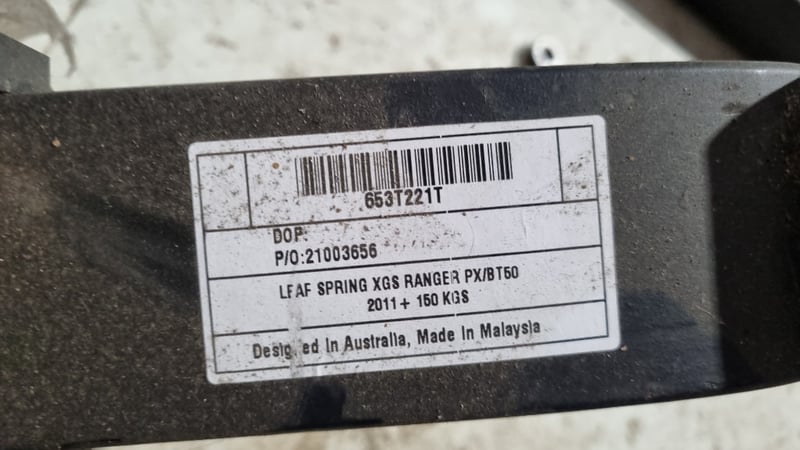 653T221T
DOP:
P/O:21003656
LEAF SPRING XGS RANGER PX/BT50
2011+ 150 KGS
Designed In Australia, Made In Malaysia